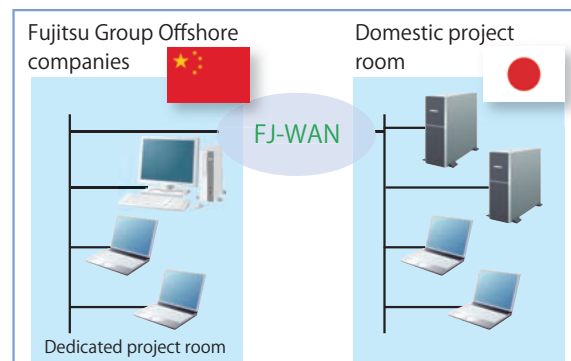 Fujitsu Group Offshore
companies
Domestic project
room
FJ-WAN
Dedicated project room